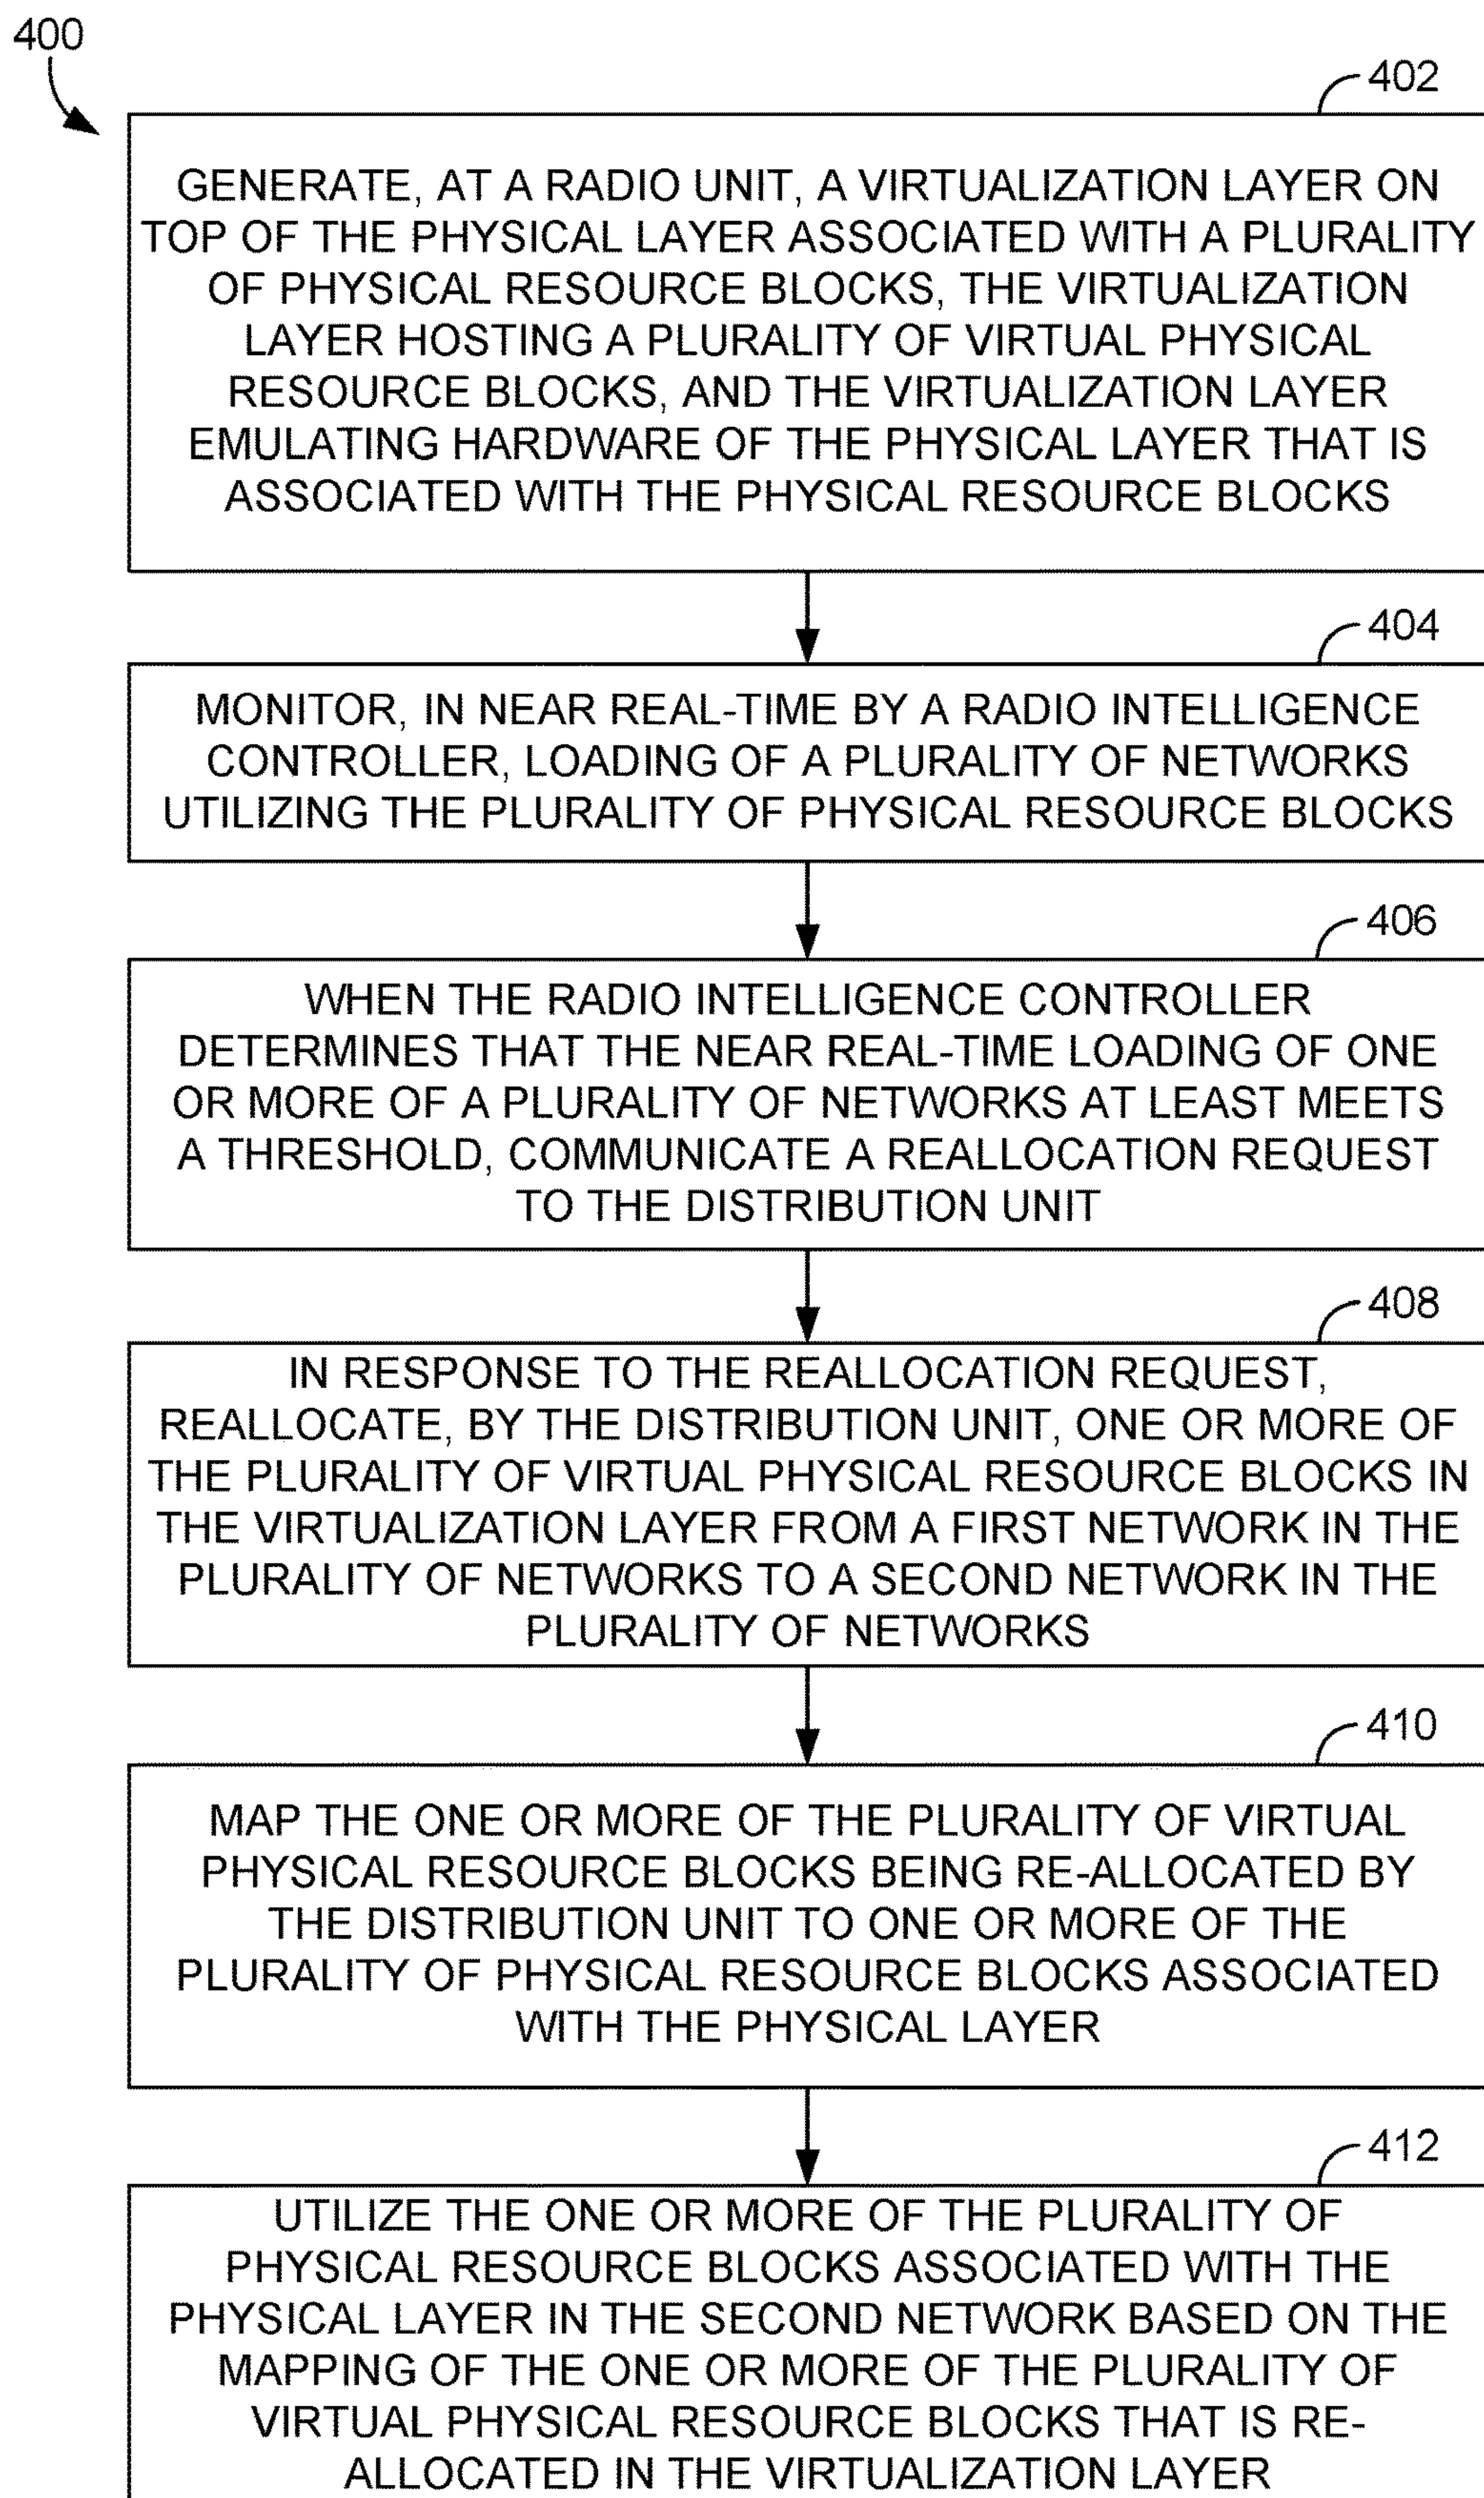 400
402
GENERATE, AT A RADIO UNIT, A VIRTUALIZATION LAYER ON
TOP OF THE PHYSICAL LAYER ASSOCIATED WITH A PLURALITY
OF PHYSICAL RESOURCE BLOCKS, THE VIRTUALIZATION
LAYER HOSTING A PLURALITY OF VIRTUAL PHYSICAL
RESOURCE BLOCKS, AND THE VIRTUALIZATION LAYER
EMULATING HARDWARE OF THE PHYSICAL LAYER THAT IS
ASSOCIATED WITH THE PHYSICAL RESOURCE BLOCKS
404
MONITOR, IN NEAR REAL-TIME BY A RADIO INTELLIGENCE
CONTROLLER, LOADING OF A PLURALITY OF NETWORKS
UTILIZING THE PLURALITY OF PHYSICAL RESOURCE BLOCKS
406
WHEN THE RADIO INTELLIGENCE CONTROLLER
DETERMINES THAT THE NEAR REAL-TIME LOADING OF ONE
OR MORE OF A PLURALITY OF NETWORKS AT LEAST MEETS
A THRESHOLD, COMMUNICATE A REALLOCATION REQUEST
TO THE DISTRIBUTION UNIT
408
IN RESPONSE TO THE REALLOCATION REQUEST,
REALLOCATE, BY THE DISTRIBUTION UNIT, ONE OR MORE OF
THE PLURALITY OF VIRTUAL PHYSICAL RESOURCE BLOCKS IN
THE VIRTUALIZATION LAYER FROM A FIRST NETWORK IN THE
PLURALITY OF NETWORKS TO A SECOND NETWORK IN THE
PLURALITY OF NETWORKS
410
MAP THE ONE OR MORE OF THE PLURALITY OF VIRTUAL
PHYSICAL RESOURCE BLOCKS BEING RE-ALLOCATED BY
THE DISTRIBUTION UNIT TO ONE OR MORE OF THE
PLURALITY OF PHYSICAL RESOURCE BLOCKS ASSOCIATED
WITH THE PHYSICAL LAYER
412
UTILIZE THE ONE OR MORE OF THE PLURALITY OF
PHYSICAL RESOURCE BLOCKS ASSOCIATED WITH THE
PHYSICAL LAYER IN THE SECOND NETWORK BASED ON THE
MAPPING OF THE ONE OR MORE OF THE PLURALITY OF
VIRTUAL PHYSICAL RESOURCE BLOCKS THAT IS RE-
ALLOCATED IN THE VIRTUALIZATION LAYER